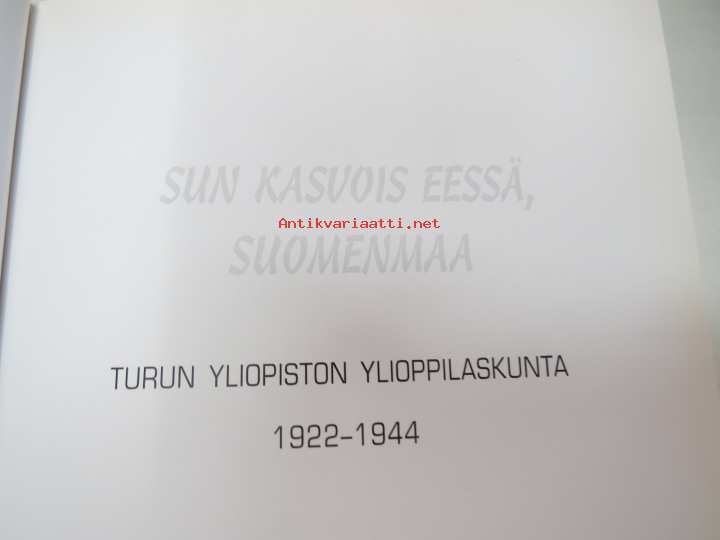 SUN KASVOIS EESSÄ,
Antikvariaatti.net
SUOMENMAA
TURUN YLIOPISTON YLIOPPILASKUNTA
1922–1944